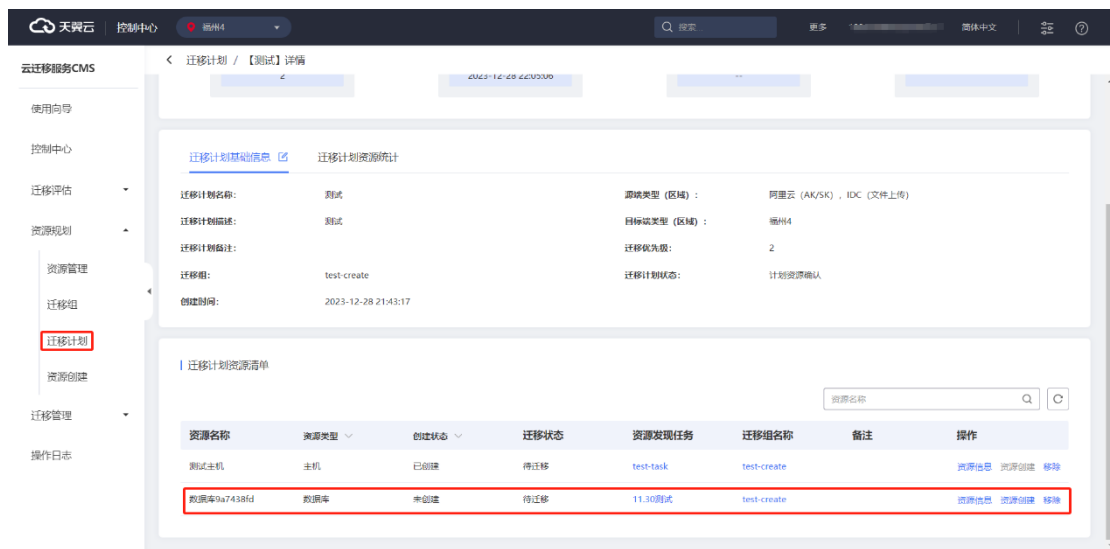 天翼云 控制中心 福州4 搜索... 更多 简体中文
云迁移服务CMS
使用向导
控制中心
迁移评估
资源规划
资源管理
迁移组
迁移计划
资源创建
迁移管理
操作日志
迁移计划 / 【测试】详情
2 2023-12-28 22:05:06 --
迁移计划基础信息 迁移计划资源统计
迁移计划名称: 测试 源端类型（区域）: 阿里云（AK/SK）, IDC（文件上传）
迁移计划描述: 测试 目标端类型（区域）: 福州4
迁移计划备注: 迁移优先级: 2
迁移组: test-create 迁移计划状态: 计划资源确认
创建时间: 2023-12-28 21:43:17
迁移计划资源清单
资源名称
资源名称 资源类型 创建状态 迁移状态 资源发现任务 迁移组名称 备注 操作
测试主机 主机 已创建 待迁移 test-task test-create 资源信息 资源创建 移除
数据库9a7438fd 数据库 未创建 待迁移 11.30测试 test-create 资源信息 资源创建 移除